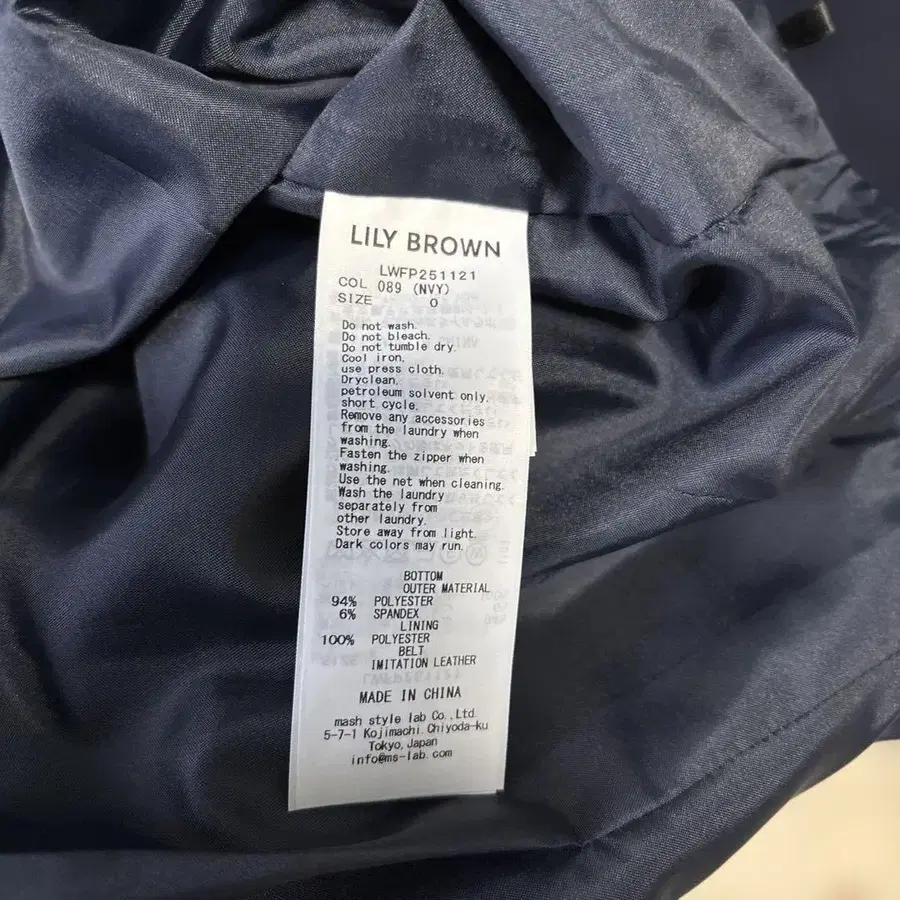 LILY BROWN
LWFP251121
COL 089 (NVY)
SIZE 0
Do not wash.
Do not bleach.
Do not tumble dry.
Cool iron,
use press cloth.
Dryclean,
petroleum solvent only,
short cycle.
Remove any accessories
from the laundry when
washing.
Fasten the zipper when
washing.
Use the net when cleaning.
Wash the laundry
separately from
other laundry.
Store away from light.
Dark colors may run.
BOTTOM
OUTER MATERIAL
94% POLYESTER
6% SPANDEX
LINING
100% POLYESTER
BELT
IMITATION LEATHER
MADE IN CHINA
mash style lab Co.,Ltd.
5-7-1 Kojimachi Chiyoda-ku
Tokyo,Japan
info@ms-lab.com